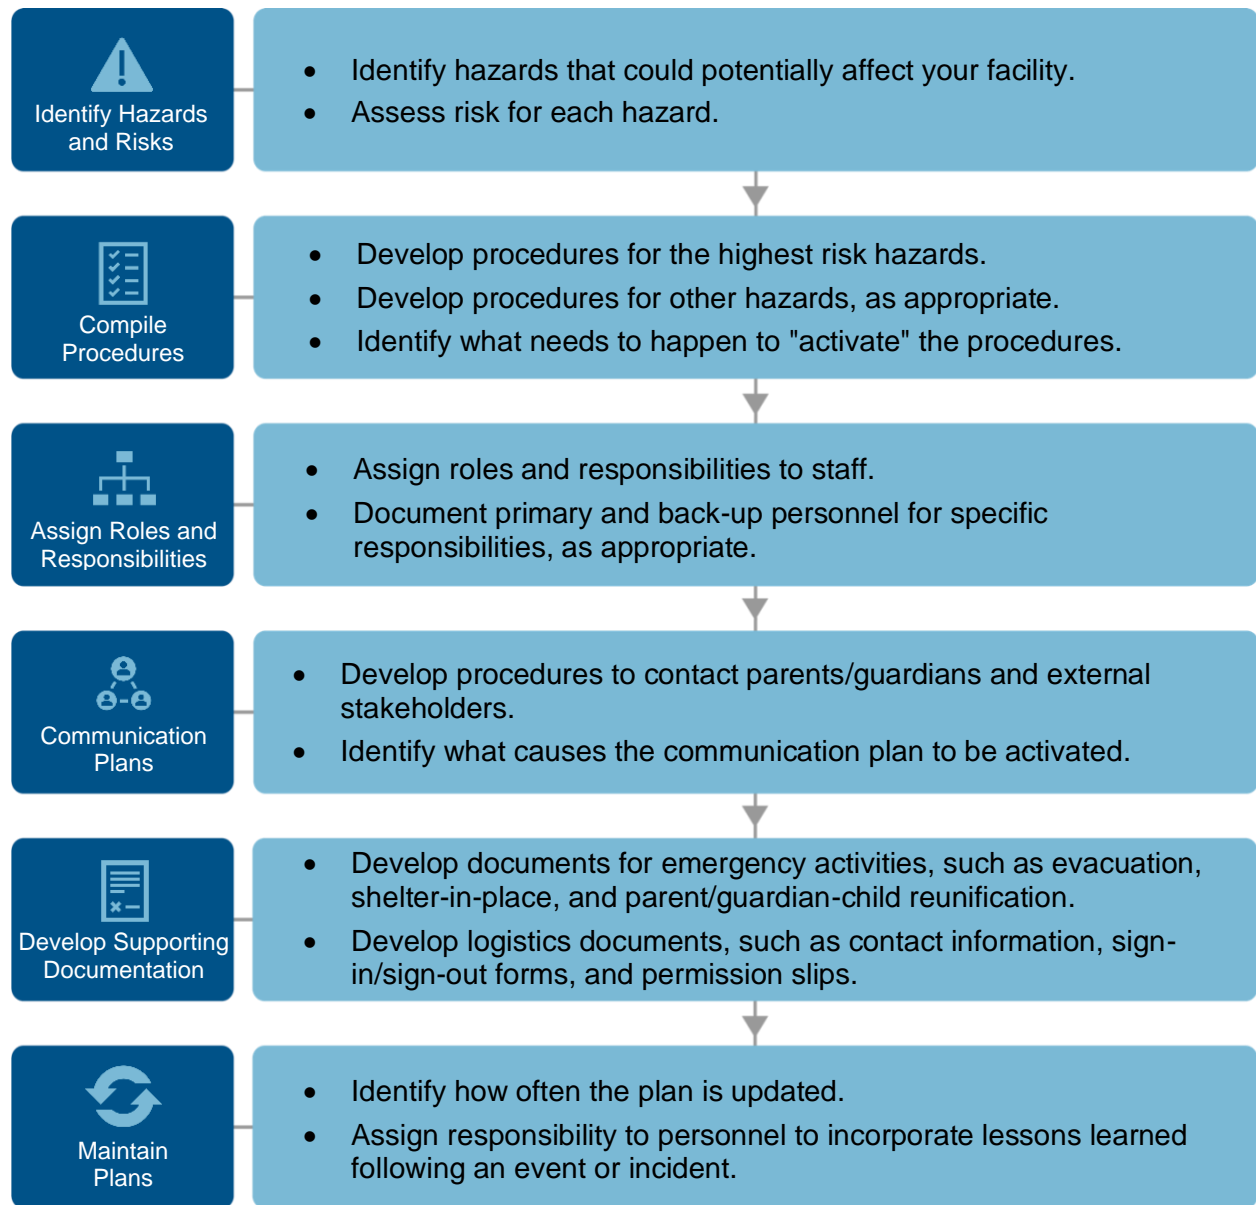 Identify Hazards
and Risks
• Identify hazards that could potentially affect your facility.
• Assess risk for each hazard.
Compile
Procedures
• Develop procedures for the highest risk hazards.
• Develop procedures for other hazards, as appropriate.
• Identify what needs to happen to "activate" the procedures.
Assign Roles and
Responsibilities
• Assign roles and responsibilities to staff.
• Document primary and back-up personnel for specific
responsibilities, as appropriate.
Communication
Plans
• Develop procedures to contact parents/guardians and external
stakeholders.
• Identify what causes the communication plan to be activated.
Develop Supporting
Documentation
• Develop documents for emergency activities, such as evacuation,
shelter-in-place, and parent/guardian-child reunification.
• Develop logistics documents, such as contact information, sign-
in/sign-out forms, and permission slips.
Maintain
Plans
• Identify how often the plan is updated.
• Assign responsibility to personnel to incorporate lessons learned
following an event or incident.